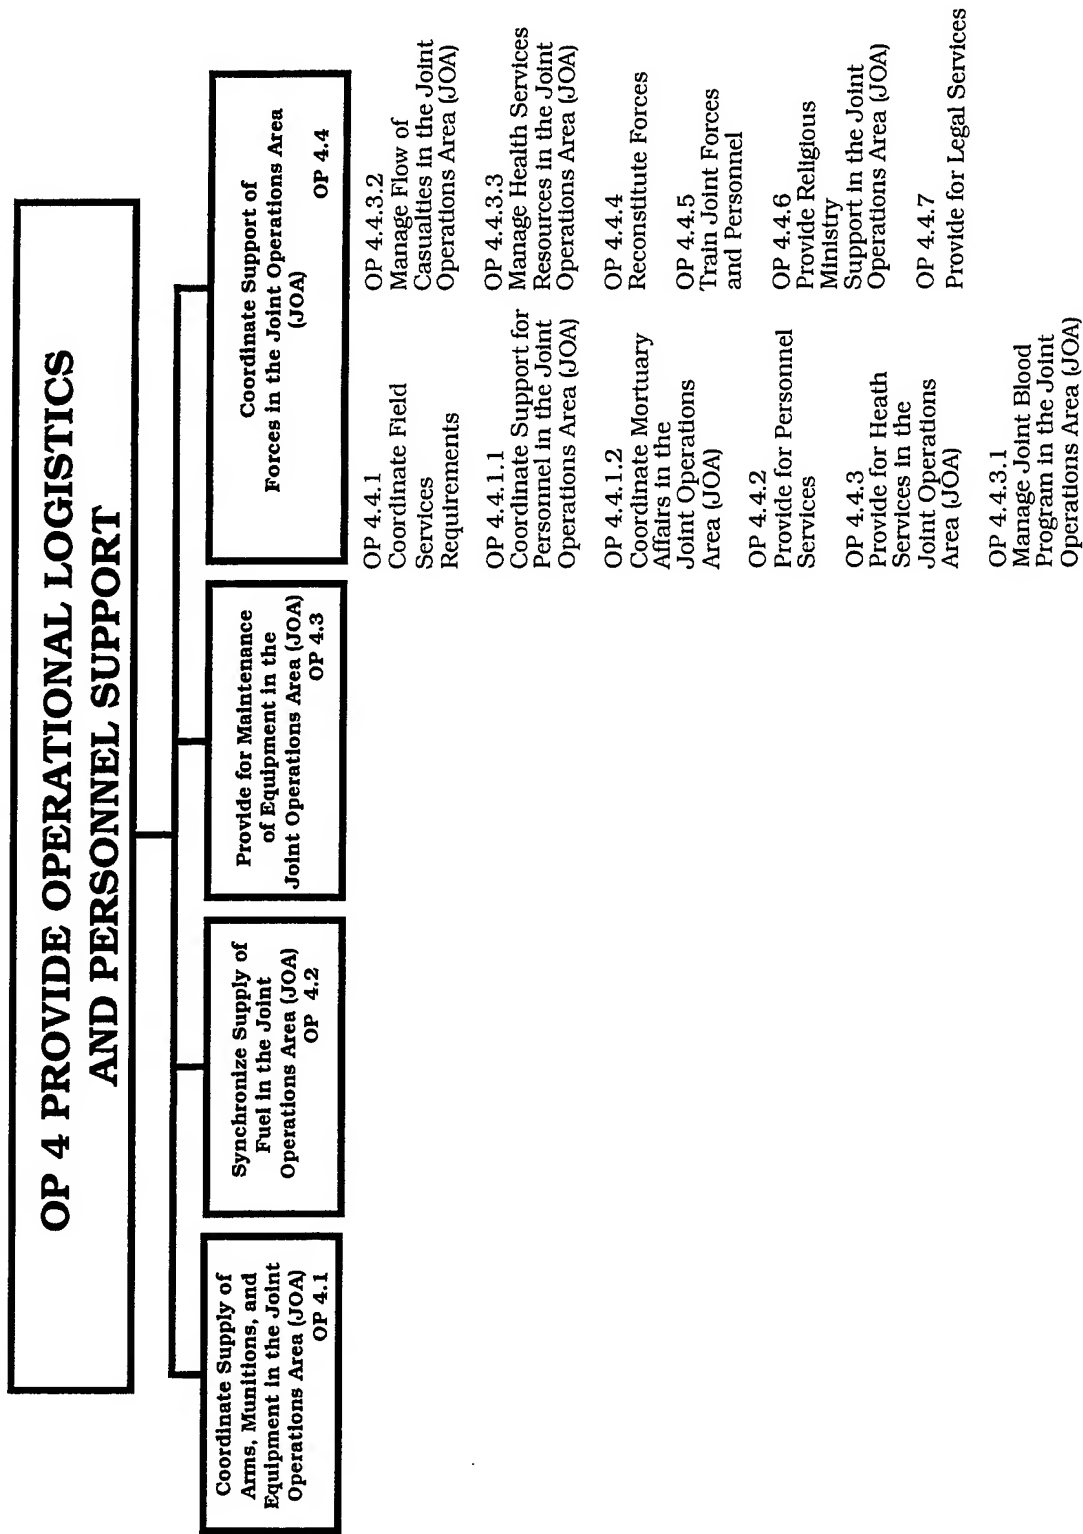 OP 4 PROVIDE OPERATIONAL LOGISTICS
AND PERSONNEL SUPPORT
Coordinate Supply of
Arms, Munitions, and
Equipment in the Joint
Operations Area (JOA)
OP 4.1
Synchronize Supply of
Fuel in the Joint
Operations Area (JOA)
OP 4.2
Provide for Maintenance
of Equipment in the
Joint Operations Area (JOA)
OP 4.3
Coordinate Support of
Forces in the Joint Operations Area
(JOA)
OP 4.4
OP 4.4.1
Coordinate Field
Services
Requirements
OP 4.4.1.1
Coordinate Support for
Personnel in the Joint
Operations Area (JOA)
OP 4.4.1.2
Coordinate Mortuary
Affairs in the
Joint Operations
Area (JOA)
OP 4.4.2
Provide for Personnel
Services
OP 4.4.3
Provide for Heath
Services in the
Joint Operations
Area (JOA)
OP 4.4.3.1
Manage Joint Blood
Program in the Joint
Operations Area (JOA)
OP 4.4.3.2
Manage Flow of
Casualties in the Joint
Operations Area (JOA)
OP 4.4.3.3
Manage Health Services
Resources in the Joint
Operations Area (JOA)
OP 4.4.4
Reconstitute Forces
OP 4.4.5
Train Joint Forces
and Personnel
OP 4.4.6
Provide Religious
Ministry
Support in the Joint
Operations Area (JOA)
OP 4.4.7
Provide for Legal Services